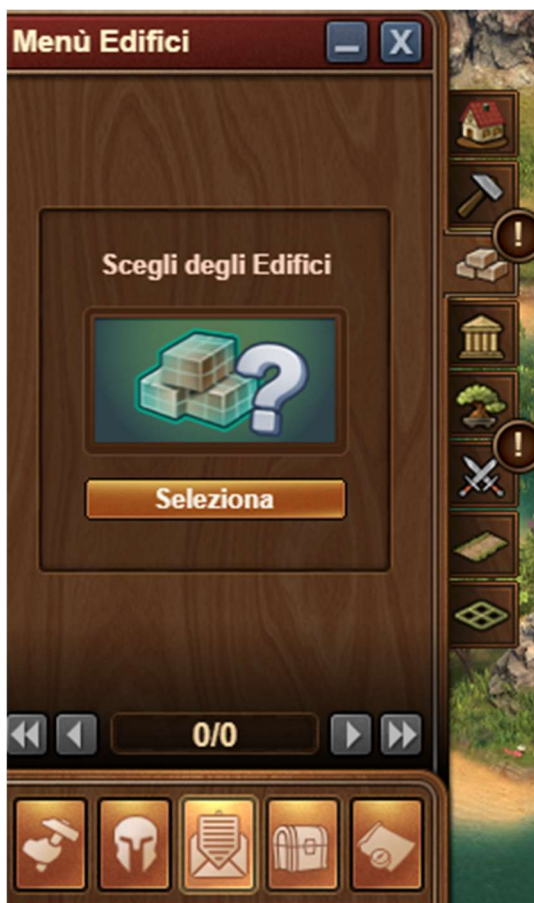 Menù Edifici
X
!
Scegli degli Edifici
?
Seleziona
!
0/0